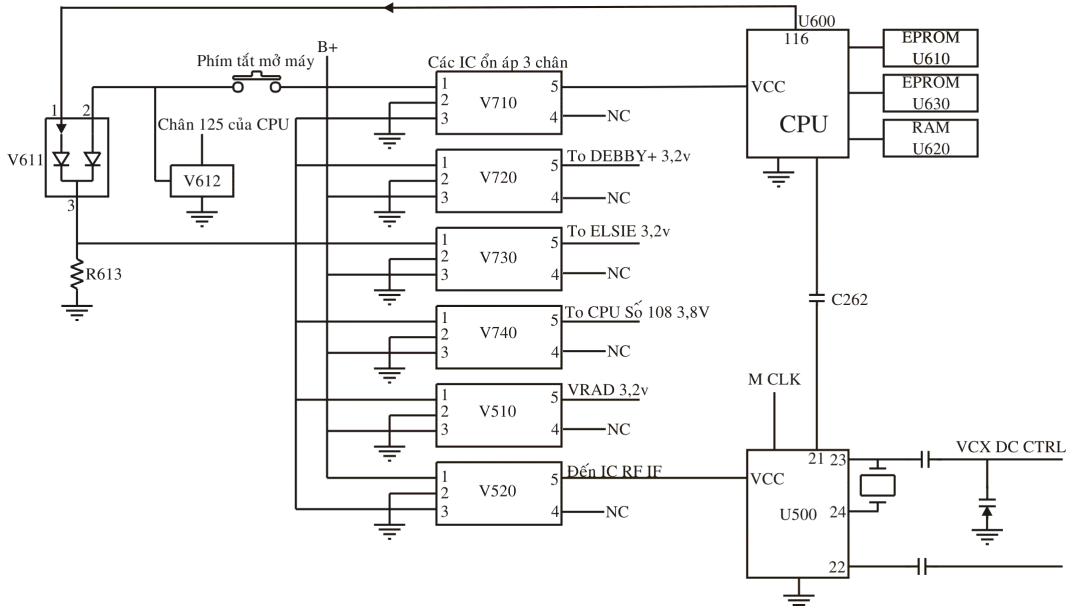 U600
116
EPROM
U610
VCC
CPU
EPROM
U630
RAM
U620
B+
Phím tắt mở máy
Các IC ổn áp 3 chân
1
2
3
V710
5
4
NC
1
2
V611
3
Chân 125 của CPU
V612
R613
1
2
3
V720
5
4
To DEBBY+ 3,2v
NC
1
2
3
V730
5
4
To ELSIE 3,2v
NC
1
2
3
V740
5
4
To CPU Số 108 3,8V
NC
1
2
3
V510
5
4
VRAD 3,2v
NC
1
2
3
V520
5
4
Đến IC RF IF
NC
C262
M CLK
VCC
U500
21
23
24
22
VCX DC CTRL